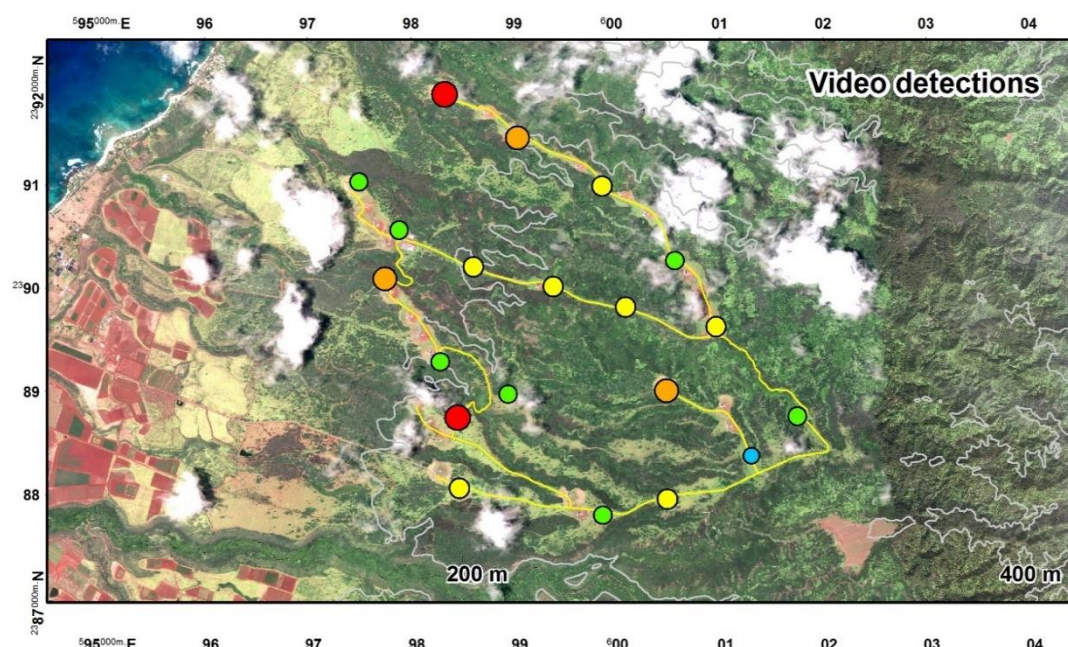 ⁵95⁰⁰⁰ᵐ·E 96 97 98 99 ⁶00 01 02 03 04
Video detections
²³92⁰⁰⁰ᵐ·N
91
²³90
89
88
200 m 400 m
²³87⁰⁰⁰ᵐ·N
⁵95⁰⁰⁰ᵐ·E 96 97 98 99 ⁶00 01 02 03 04